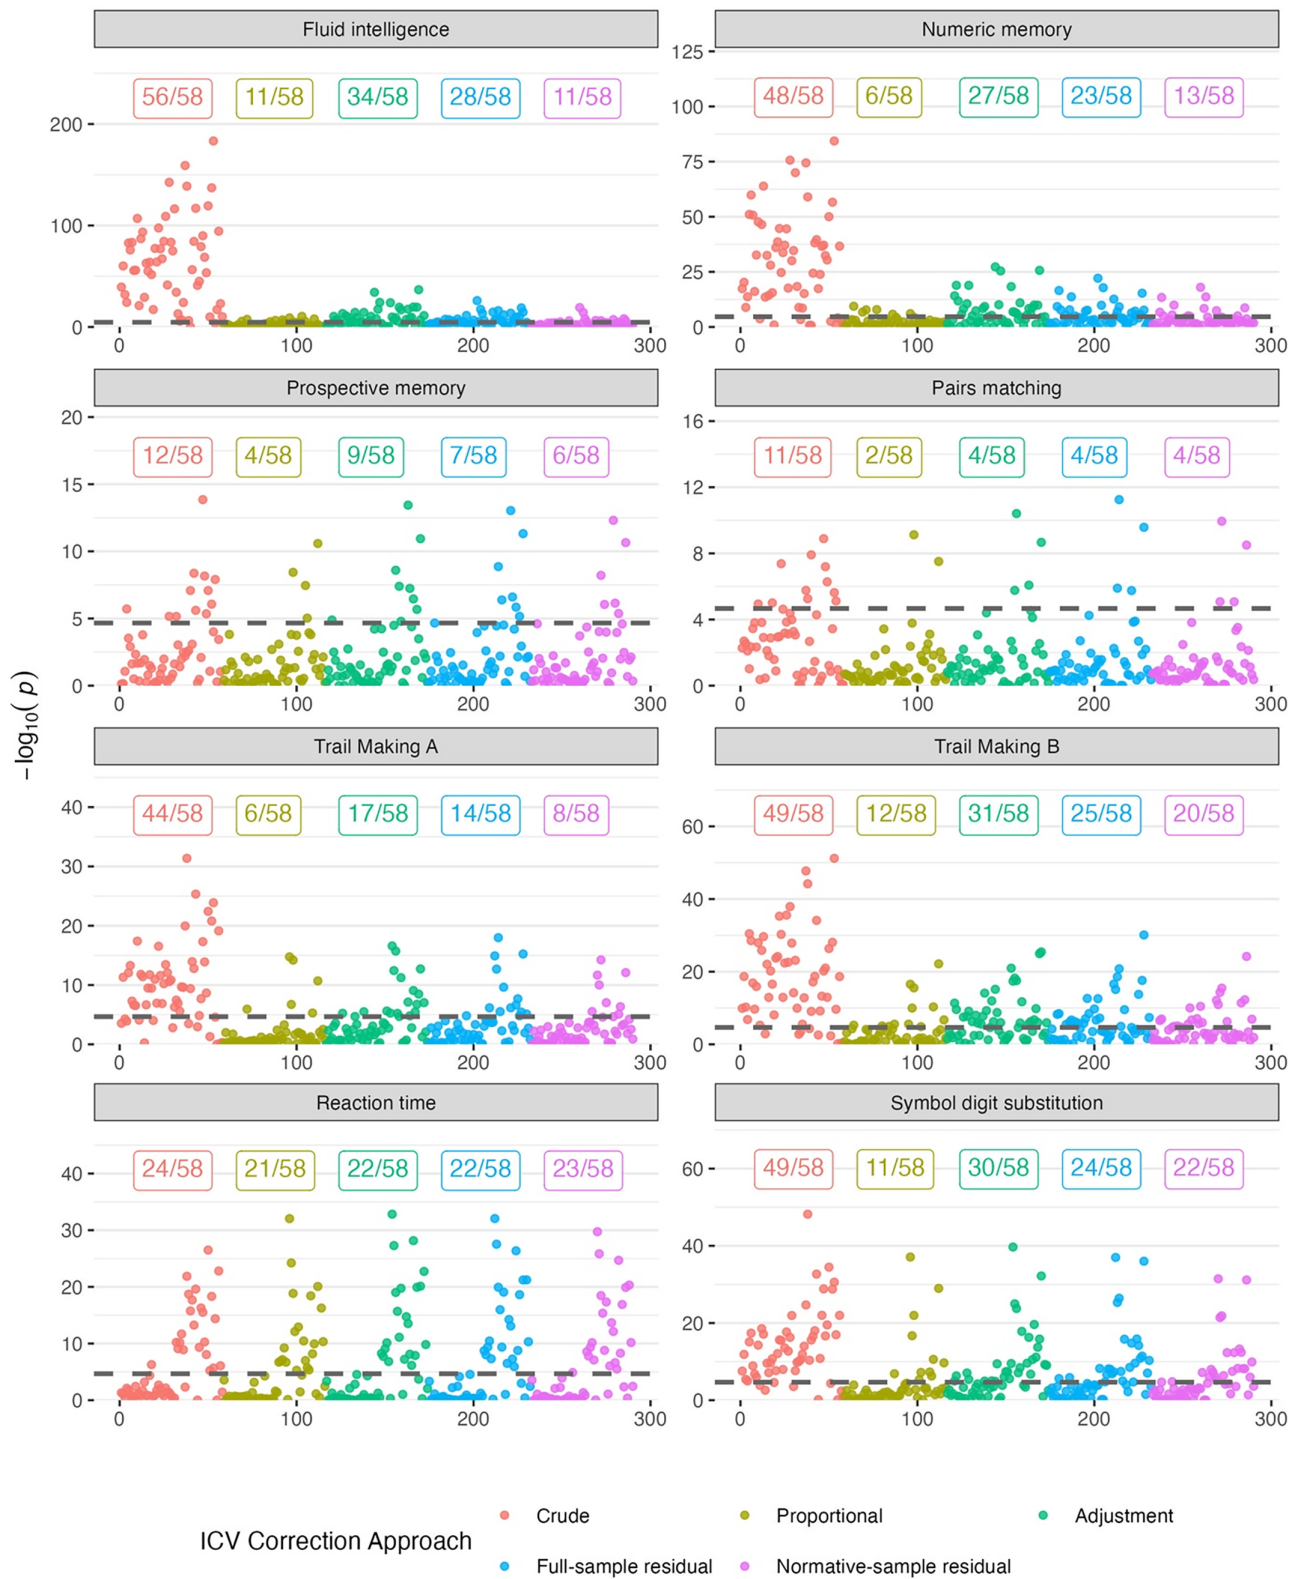 Fluid intelligence
Numeric memory
56/58 11/58 34/58 28/58 11/58
48/58 6/58 27/58 23/58 13/58
200
100
0
0 100 200 300
125
100
75
50
25
0
0 100 200 300
Prospective memory
Pairs matching
12/58 4/58 9/58 7/58 6/58
11/58 2/58 4/58 4/58 4/58
20
15
10
5
0
0 100 200 300
16
12
8
4
0
0 100 200 300
−log10( p)
Trail Making A
Trail Making B
44/58 6/58 17/58 14/58 8/58
49/58 12/58 31/58 25/58 20/58
40
30
20
10
0
0 100 200 300
60
40
20
0
0 100 200 300
Reaction time
Symbol digit substitution
24/58 21/58 22/58 22/58 23/58
49/58 11/58 30/58 24/58 22/58
40
30
20
10
0
0 100 200 300
60
40
20
0
0 100 200 300
ICV Correction Approach
Crude Proportional Adjustment
Full-sample residual Normative-sample residual